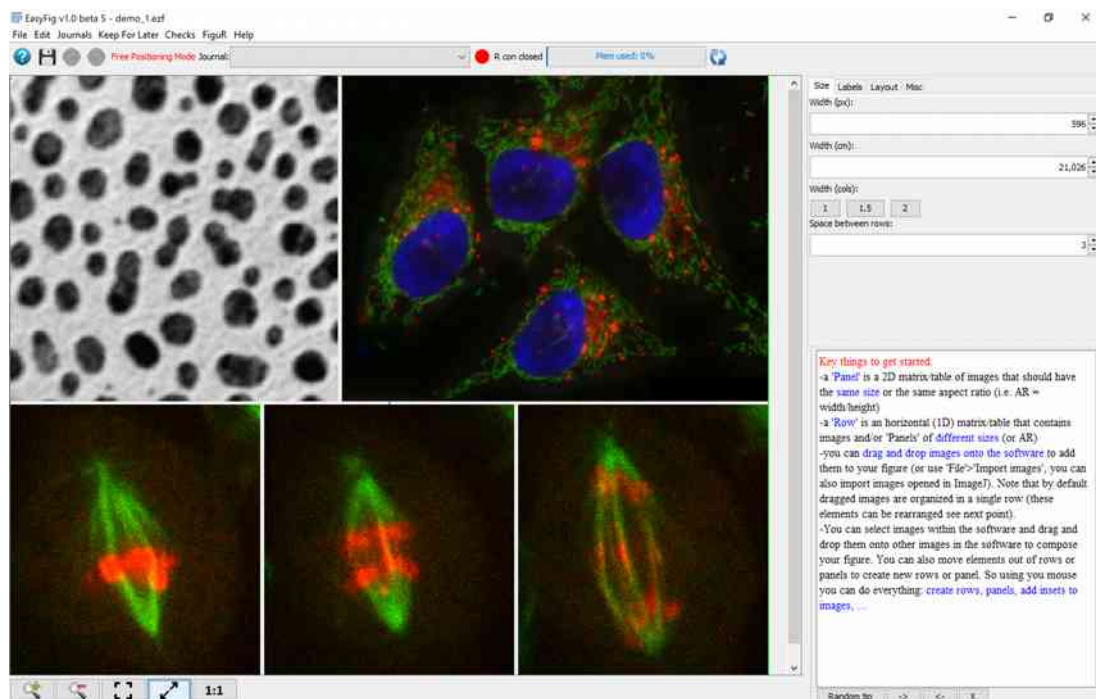 EasyFig v1.0 beta 5 - demo_1.ezf
File Edit Journals Keep For Later Checks FiguR Help
Free Positioning Mode Journal: R con closed Mem used: 0%
Size Labels Layout Misc
Width (px):
596
Width (cm):
21,026
Width (cols):
1 1.5 2
Space between rows:
3
Key things to get started:
-a 'Panel' is a 2D matrix/table of images that should have
the same size or the same aspect ratio (i.e. AR =
width/height)
-a 'Row' is an horizontal (1D) matrix/table that contains
images and/or 'Panels' of different sizes (or AR)
-you can drag and drop images onto the software to add
them to your figure (or use 'File'>'Import images', you can
also import images opened in ImageJ). Note that by default
dragged images are organized in a single row (these
elements can be rearranged see next point).
-You can select images within the software and drag and
drop them onto other images in the software to compose
your figure. You can also move elements out of rows or
panels to create new rows or panel. So using you mouse
you can do everything: create rows, panels, add insets to
images, ...
1:1
Random tip -> <- X